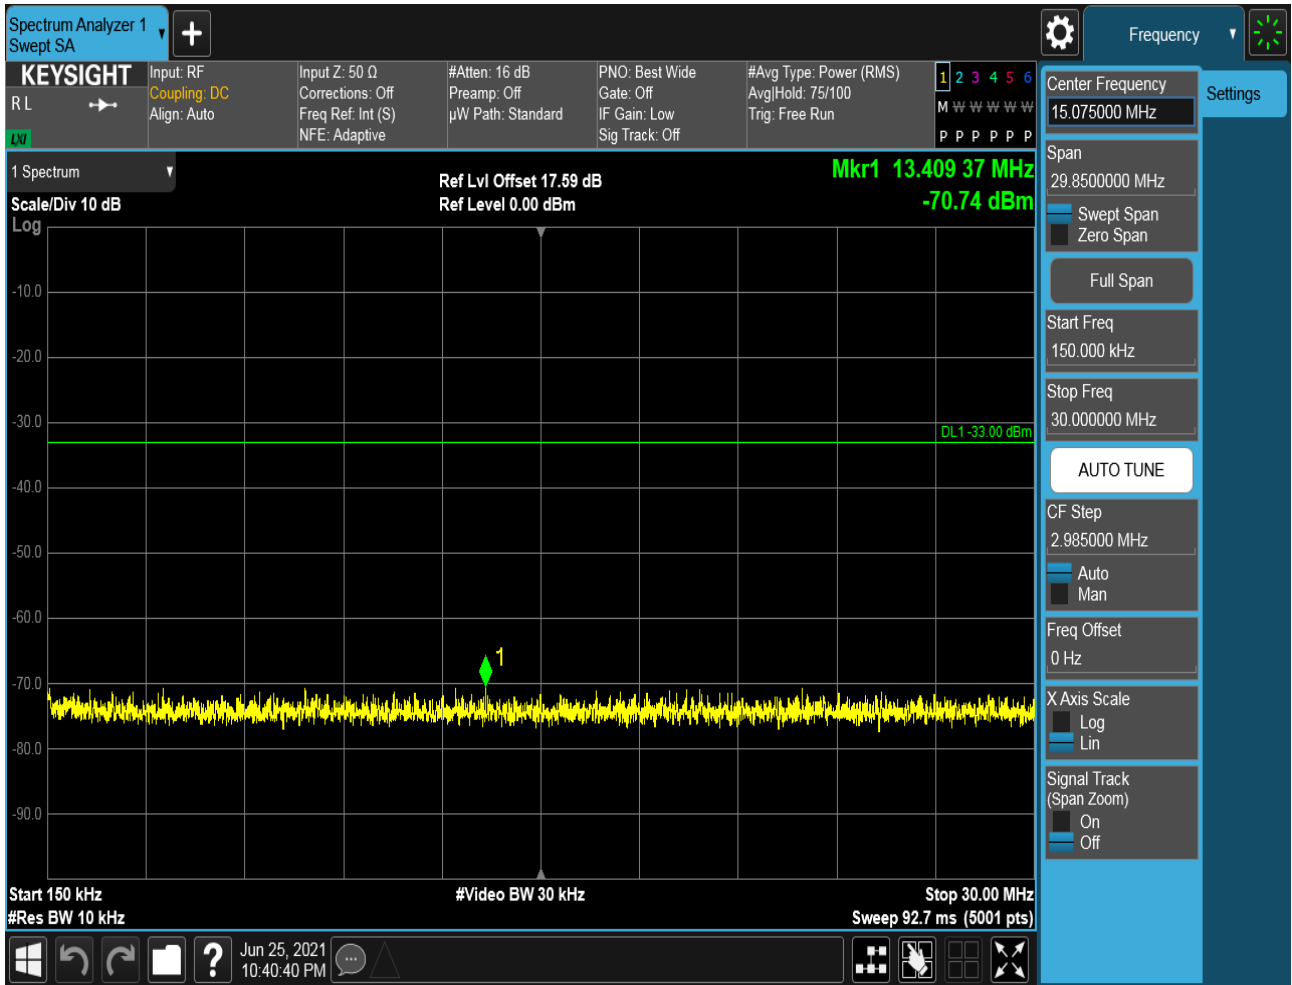 Spectrum Analyzer 1
Swept SA
Frequency
KEYSIGHT
R L
LXI
Input: RF
Coupling: DC
Align: Auto
Input Z: 50 Ω
Corrections: Off
Freq Ref: Int (S)
NFE: Adaptive
#Atten: 16 dB
Preamp: Off
µW Path: Standard
PNO: Best Wide
Gate: Off
IF Gain: Low
Sig Track: Off
#Avg Type: Power (RMS)
Avg|Hold: 75/100
Trig: Free Run
1 2 3 4 5 6
M W W W W W
P P P P P P
1 Spectrum
Scale/Div 10 dB
Log
Ref Lvl Offset 17.59 dB
Ref Level 0.00 dBm
Mkr1 13.409 37 MHz
-70.74 dBm
-10.0
-20.0
-30.0
DL1 -33.00 dBm
-40.0
-50.0
-60.0
1
-70.0
-80.0
-90.0
Start 150 kHz
#Res BW 10 kHz
#Video BW 30 kHz
Stop 30.00 MHz
Sweep 92.7 ms (5001 pts)
?
Jun 25, 2021
10:40:40 PM
Center Frequency
15.075000 MHz
Settings
Span
29.8500000 MHz
Swept Span
Zero Span
Full Span
Start Freq
150.000 kHz
Stop Freq
30.000000 MHz
AUTO TUNE
CF Step
2.985000 MHz
Auto
Man
Freq Offset
0 Hz
X Axis Scale
Log
Lin
Signal Track
(Span Zoom)
On
Off